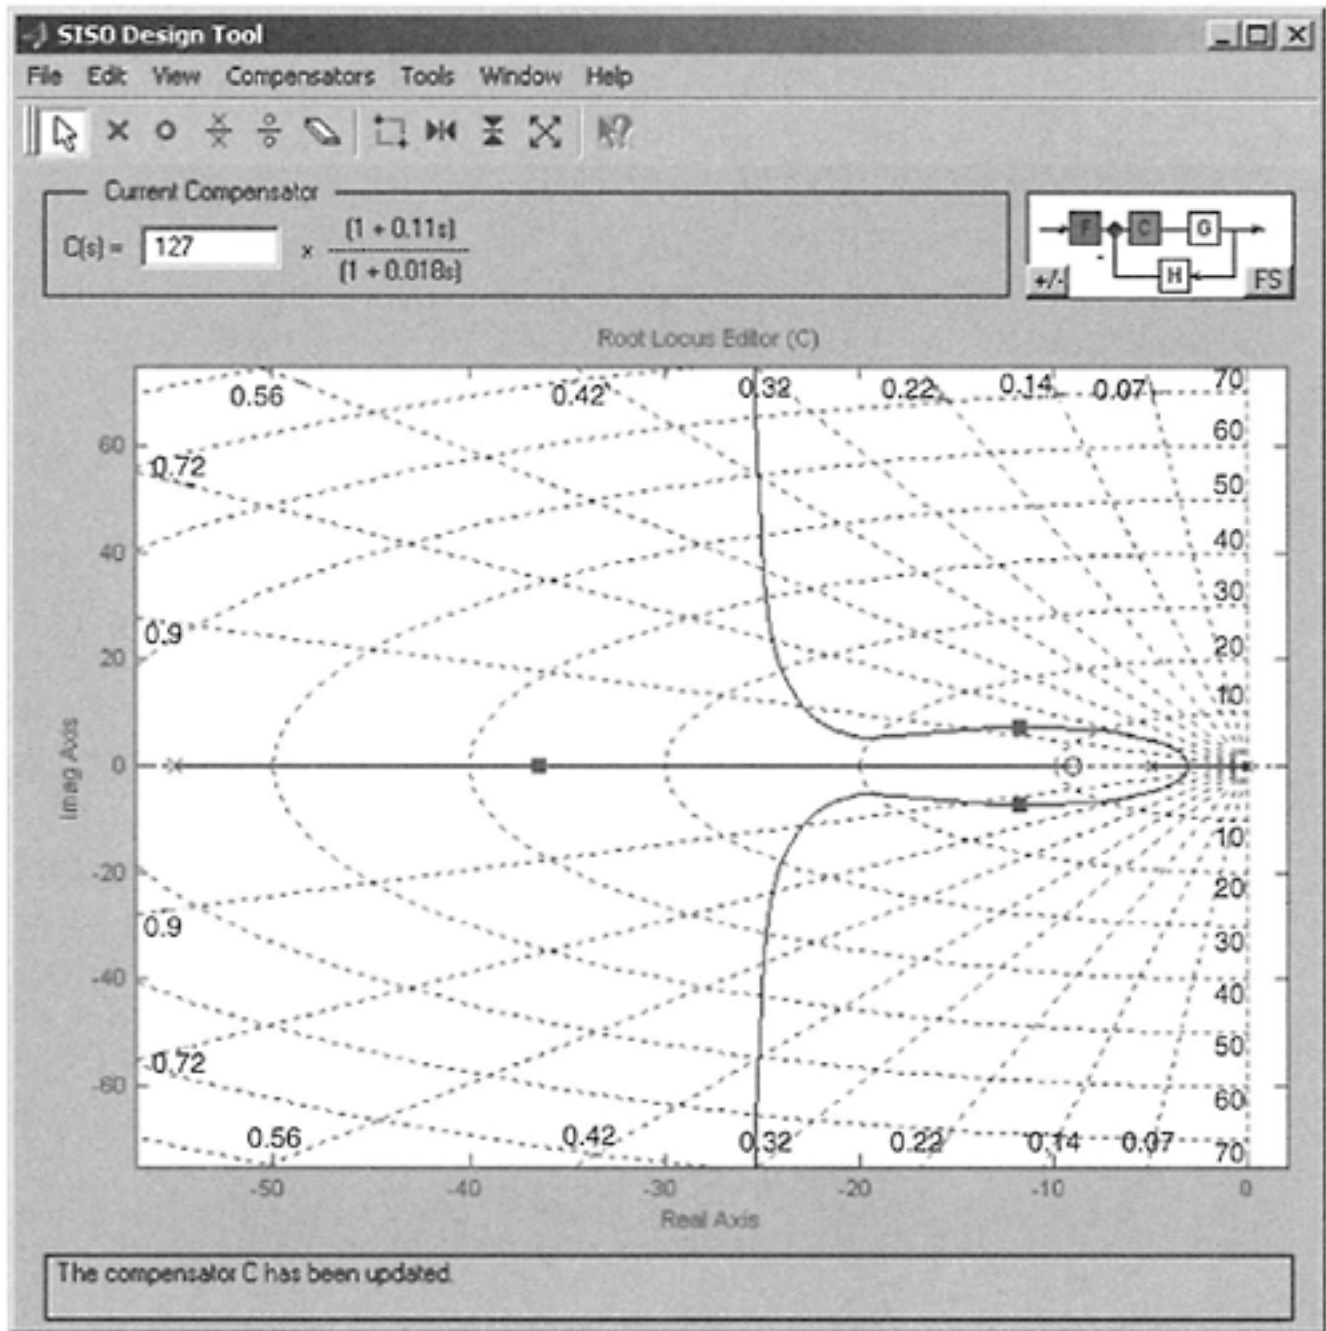 SISO Design Tool
File Edit View Compensators Tools Window Help
Current Compensator
C(s) = 127 x (1 + 0.11s)
(1 + 0.018s)
F C G
-
H
+/- FS
Root Locus Editor (C)
0.56 0.42 0.32 0.22 0.14 0.07 70
60 60
0.72
50
40 40
30
0.9
20 20
10
0
Imag Axis
10
-20 20
0.9
30
-40 40
50
0.72
-60 60
0.56 0.42 0.32 0.22 0.14 0.07 70
-50 -40 -30 -20 -10 0
Real Axis
The compensator C has been updated.